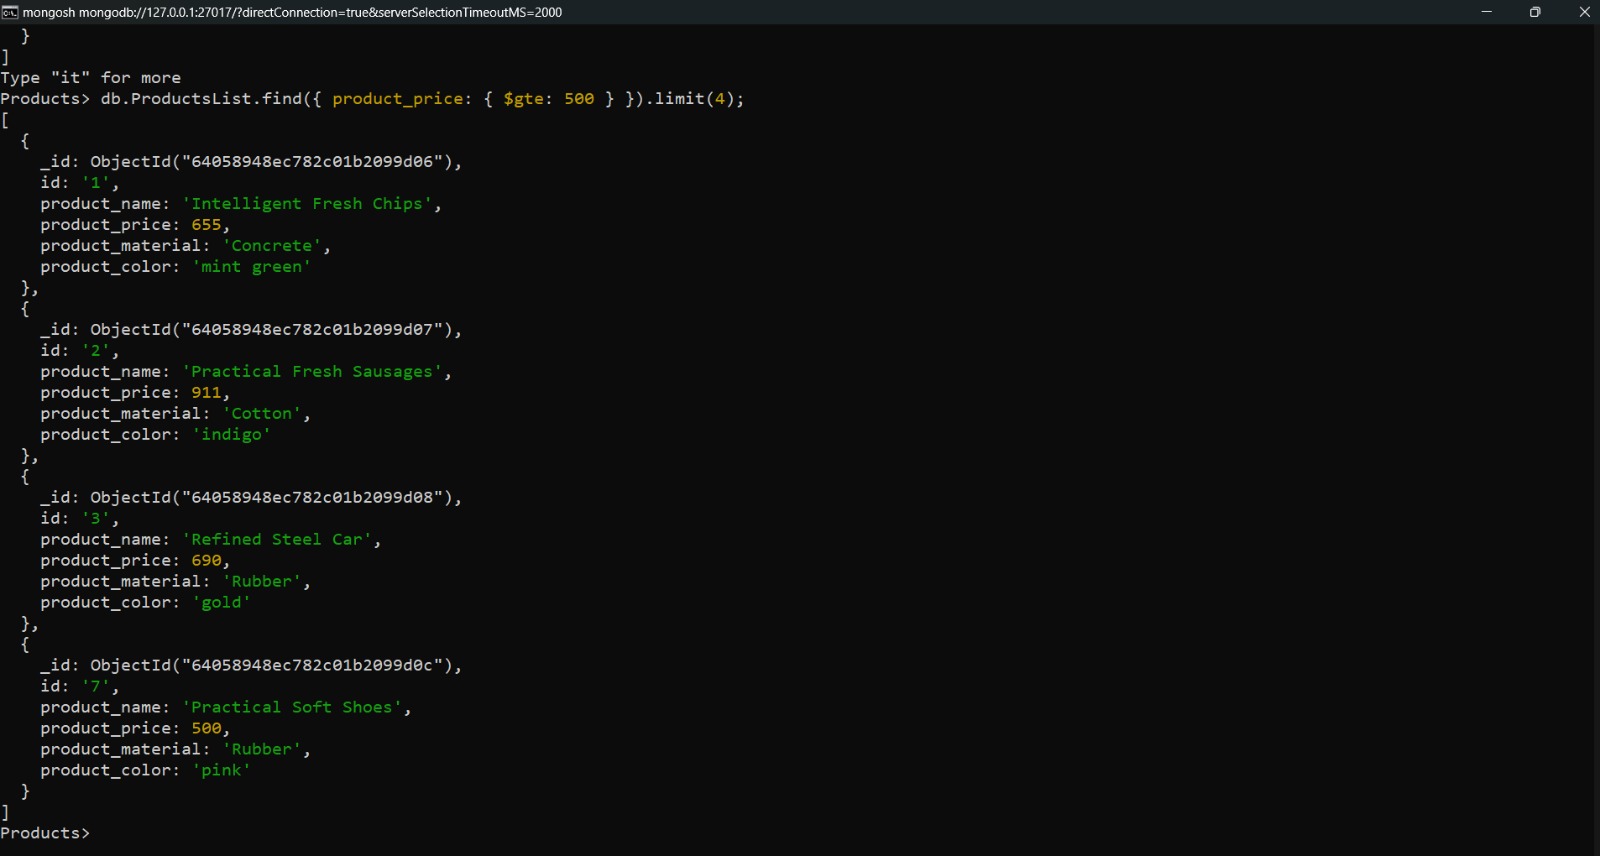 mongosh mongodb://127.0.0.1:27017/?directConnection=true&serverSelectionTimeoutMS=2000
  }
]
Type "it" for more
Products> db.ProductsList.find({ product_price: { $gte: 500 } }).limit(4);
[
  {
    _id: ObjectId("64058948ec782c01b2099d06"),
    id: '1',
    product_name: 'Intelligent Fresh Chips',
    product_price: 655,
    product_material: 'Concrete',
    product_color: 'mint green'
  },
  {
    _id: ObjectId("64058948ec782c01b2099d07"),
    id: '2',
    product_name: 'Practical Fresh Sausages',
    product_price: 911,
    product_material: 'Cotton',
    product_color: 'indigo'
  },
  {
    _id: ObjectId("64058948ec782c01b2099d08"),
    id: '3',
    product_name: 'Refined Steel Car',
    product_price: 690,
    product_material: 'Rubber',
    product_color: 'gold'
  },
  {
    _id: ObjectId("64058948ec782c01b2099d0c"),
    id: '7',
    product_name: 'Practical Soft Shoes',
    product_price: 500,
    product_material: 'Rubber',
    product_color: 'pink'
  }
]
Products>